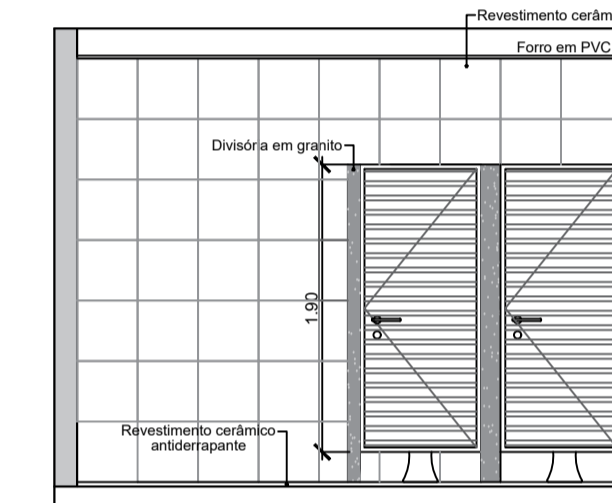 Revestimento cerâm
Forro em PVC
Divisória em granito
1.90
Revestimento cerâmico
antiderrapante